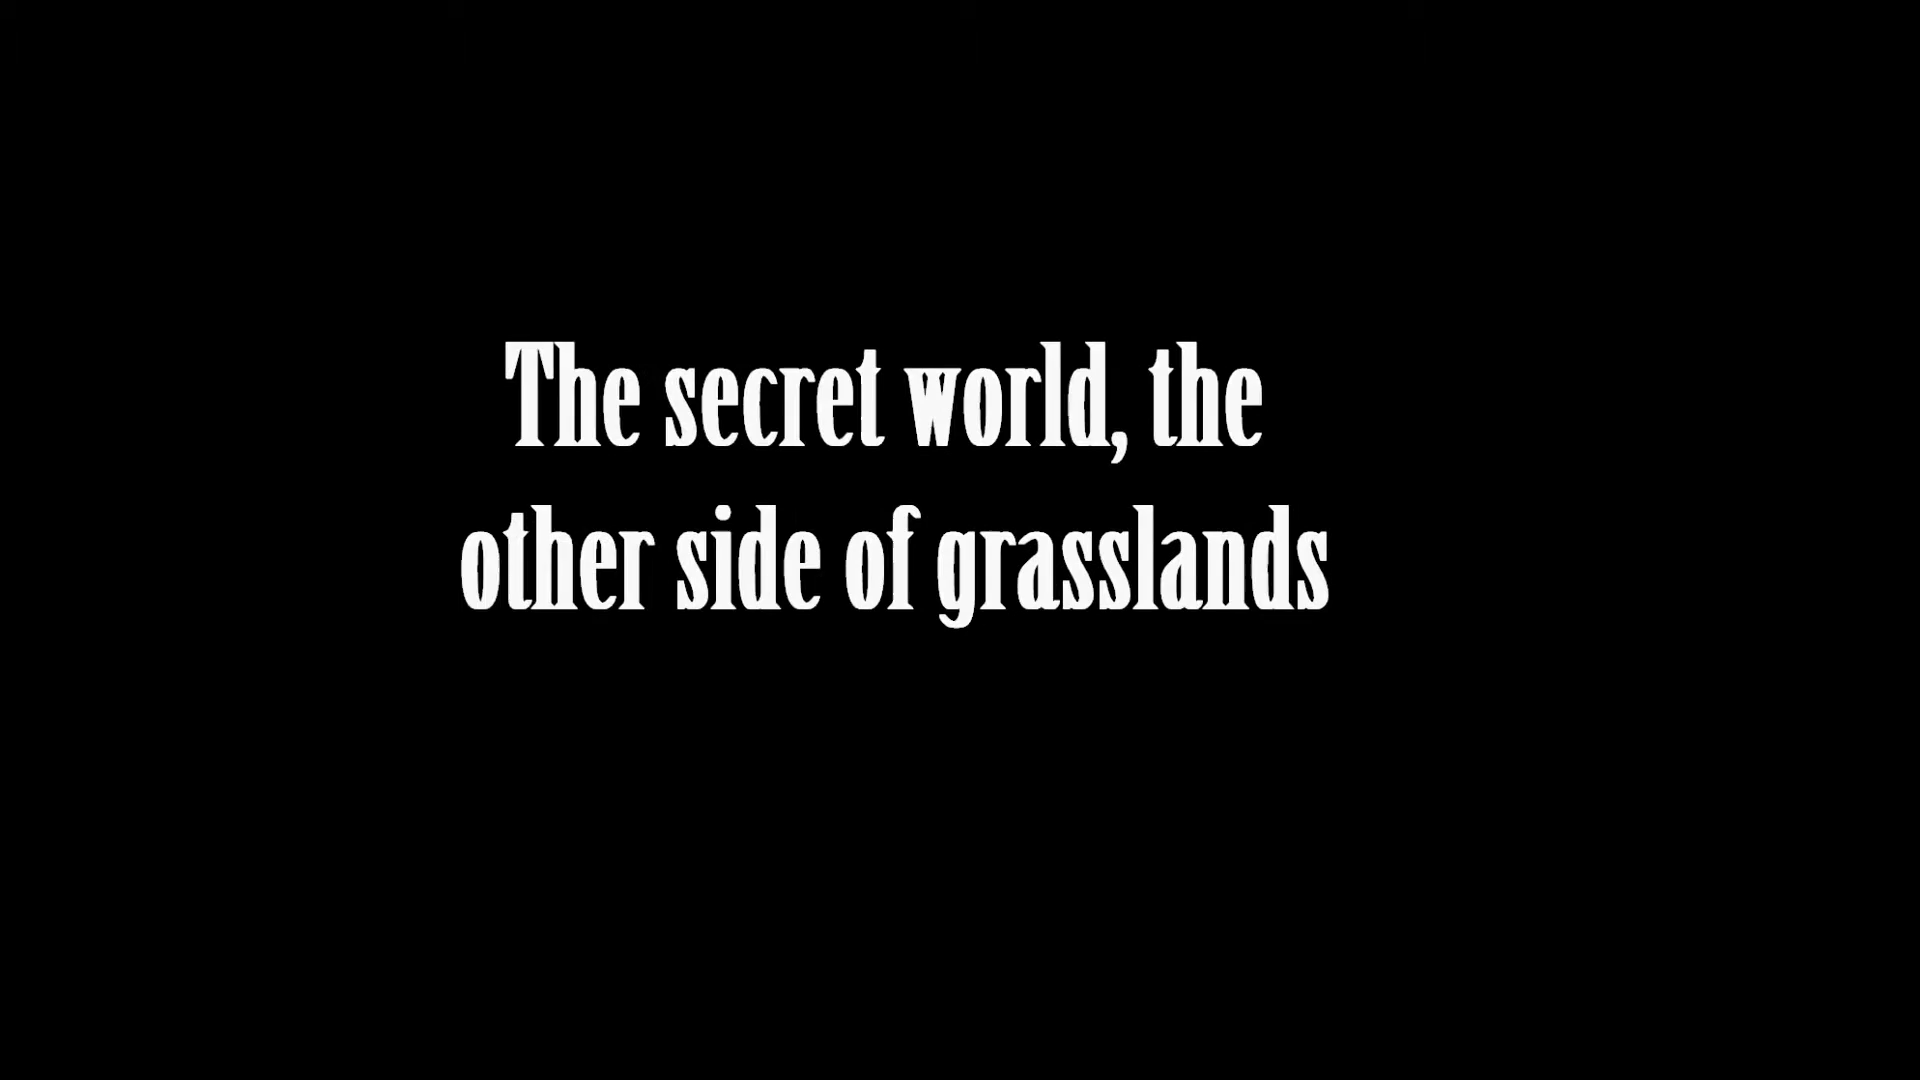 The secret world, the
other side of grasslands